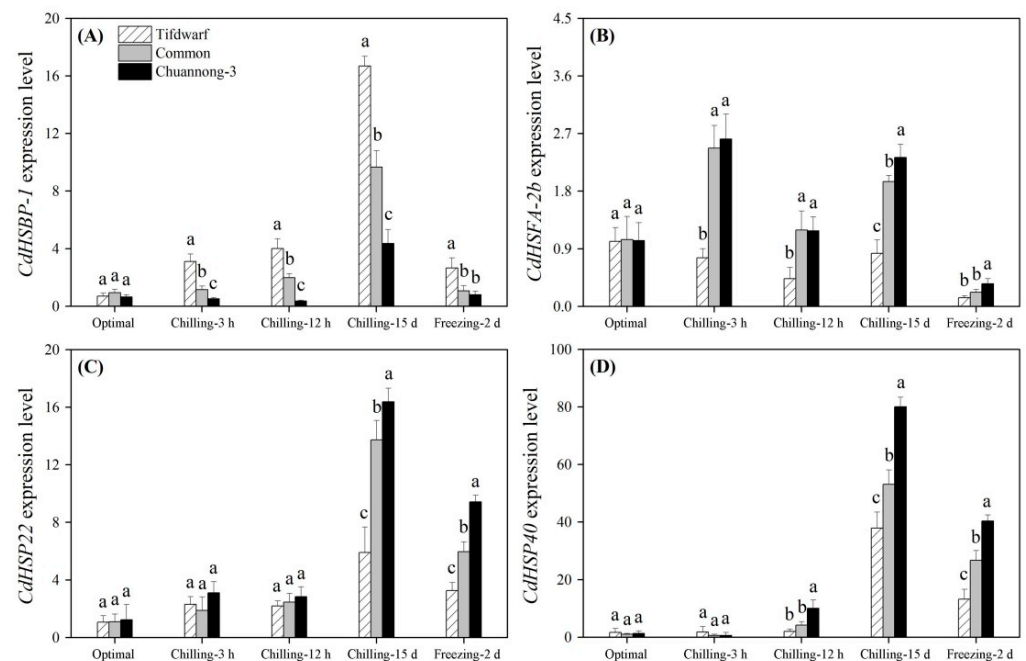 (A)
Tifdwarf
Common
Chuannong-3
CdHSBP-1 expression level
20
16
12
8
4
0
a a a
a b c
a b c
a b c
a b b
Optimal Chilling-3 h Chilling-12 h Chilling-15 d Freezing-2 d
(B)
CdHSFA-2b expression level
4.5
3.6
2.7
1.8
0.9
0.0
a a a
b a a
b a a
c b a
b b a
Optimal Chilling-3 h Chilling-12 h Chilling-15 d Freezing-2 d
(C)
CdHSP22 expression level
20
16
12
8
4
0
a a a
a a a
a a a
c b a
c b a
Optimal Chilling-3 h Chilling-12 h Chilling-15 d Freezing-2 d
(D)
CdHSP40 expression level
100
80
60
40
20
0
a a a
a a a
b b a
c b a
c b a
Optimal Chilling-3 h Chilling-12 h Chilling-15 d Freezing-2 d